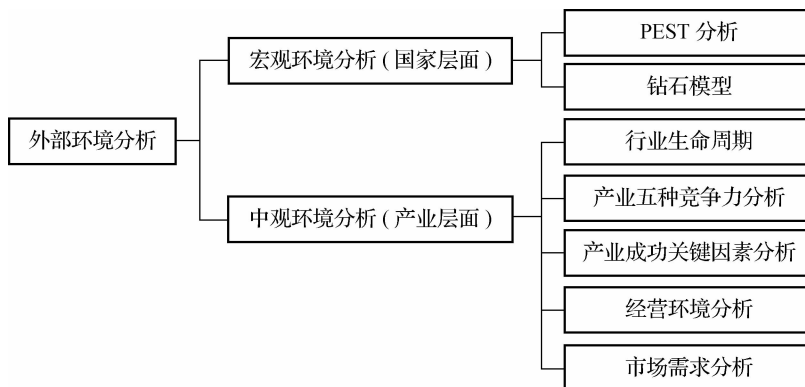 外部环境分析
宏观环境分析(国家层面)
PEST 分析
钻石模型
中观环境分析(产业层面)
行业生命周期
产业五种竞争力分析
产业成功关键因素分析
经营环境分析
市场需求分析